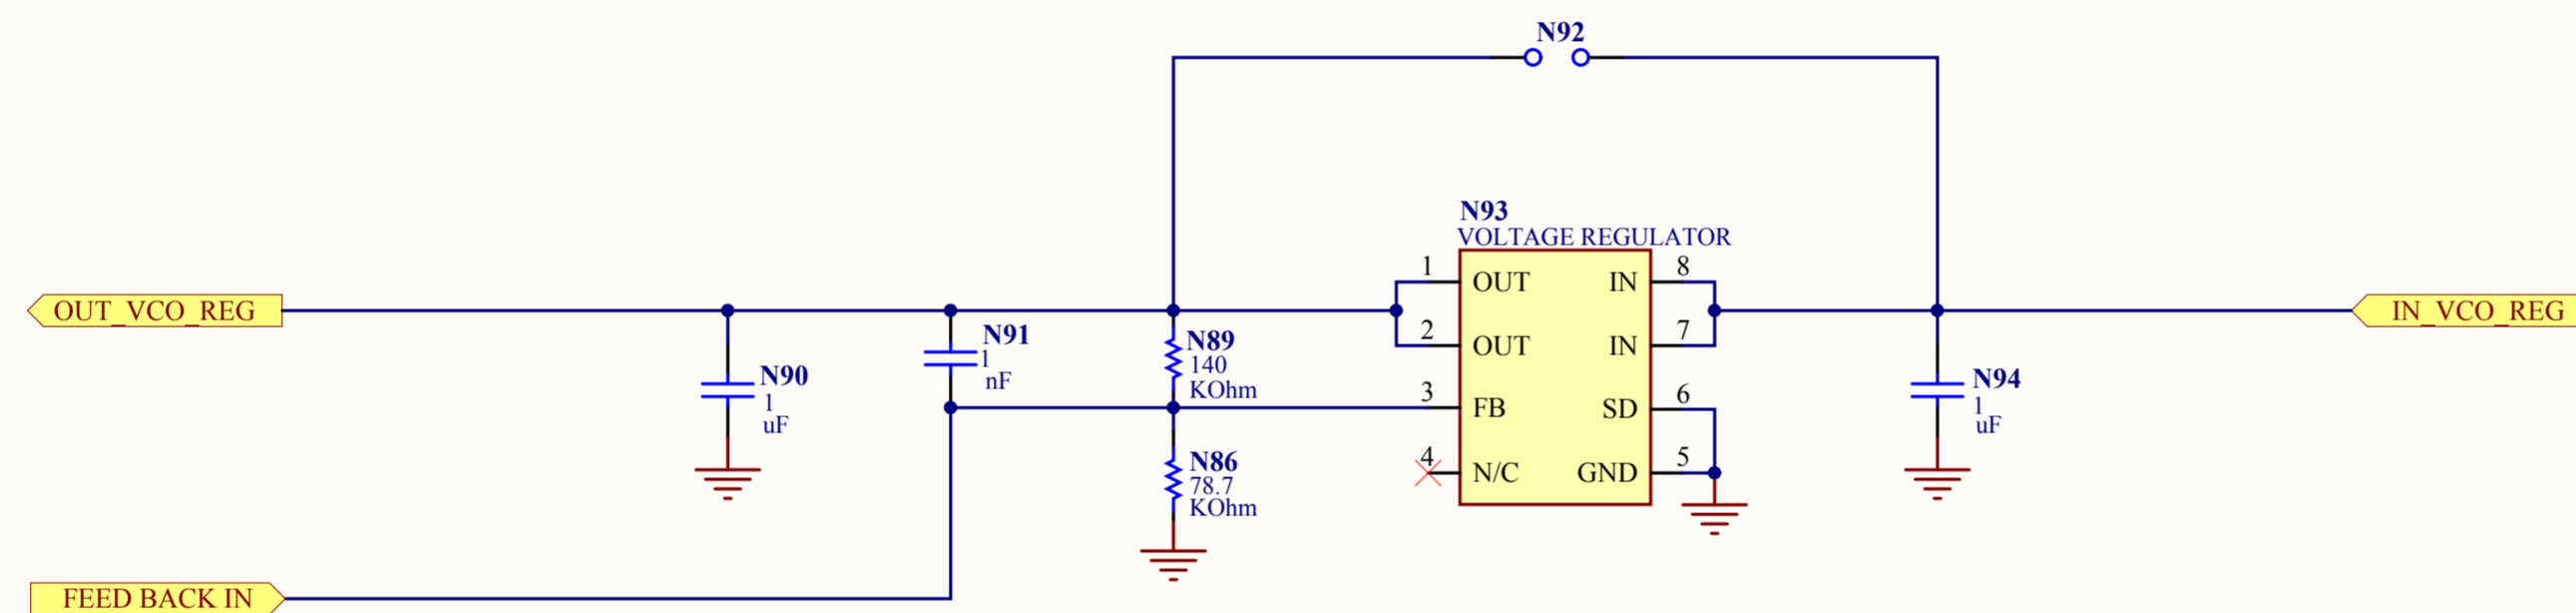 N92
N93
VOLTAGE REGULATOR
1 OUT IN 8
OUT_VCO_REG
IN_VCO_REG
2 OUT IN 7
N91
1
nF
N89
140
KOhm
N90
1
uF
3 FB SD 6
N94
1
uF
4 N/C GND 5
N86
78.7
KOhm
FEED BACK IN